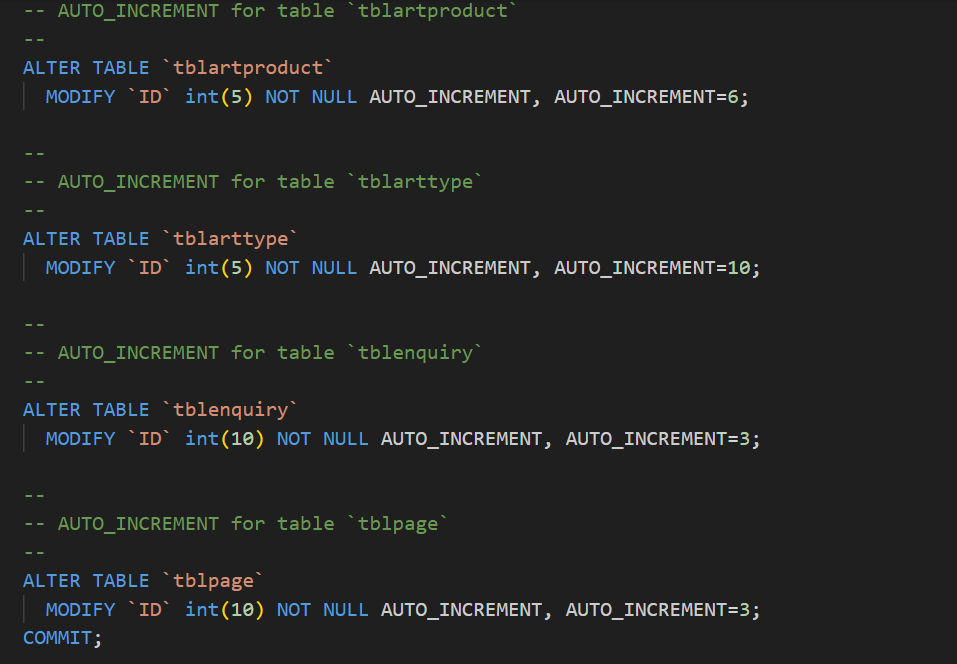 -- AUTO_INCREMENT for table `tblartproduct`
--
ALTER TABLE `tblartproduct`
MODIFY `ID` int(5) NOT NULL AUTO_INCREMENT, AUTO_INCREMENT=6;
--
-- AUTO_INCREMENT for table `tblarttype`
--
ALTER TABLE `tblarttype`
MODIFY `ID` int(5) NOT NULL AUTO_INCREMENT, AUTO_INCREMENT=10;
--
-- AUTO_INCREMENT for table `tblenquiry`
--
ALTER TABLE `tblenquiry`
MODIFY `ID` int(10) NOT NULL AUTO_INCREMENT, AUTO_INCREMENT=3;
--
-- AUTO_INCREMENT for table `tblpage`
--
ALTER TABLE `tblpage`
MODIFY `ID` int(10) NOT NULL AUTO_INCREMENT, AUTO_INCREMENT=3;
COMMIT;